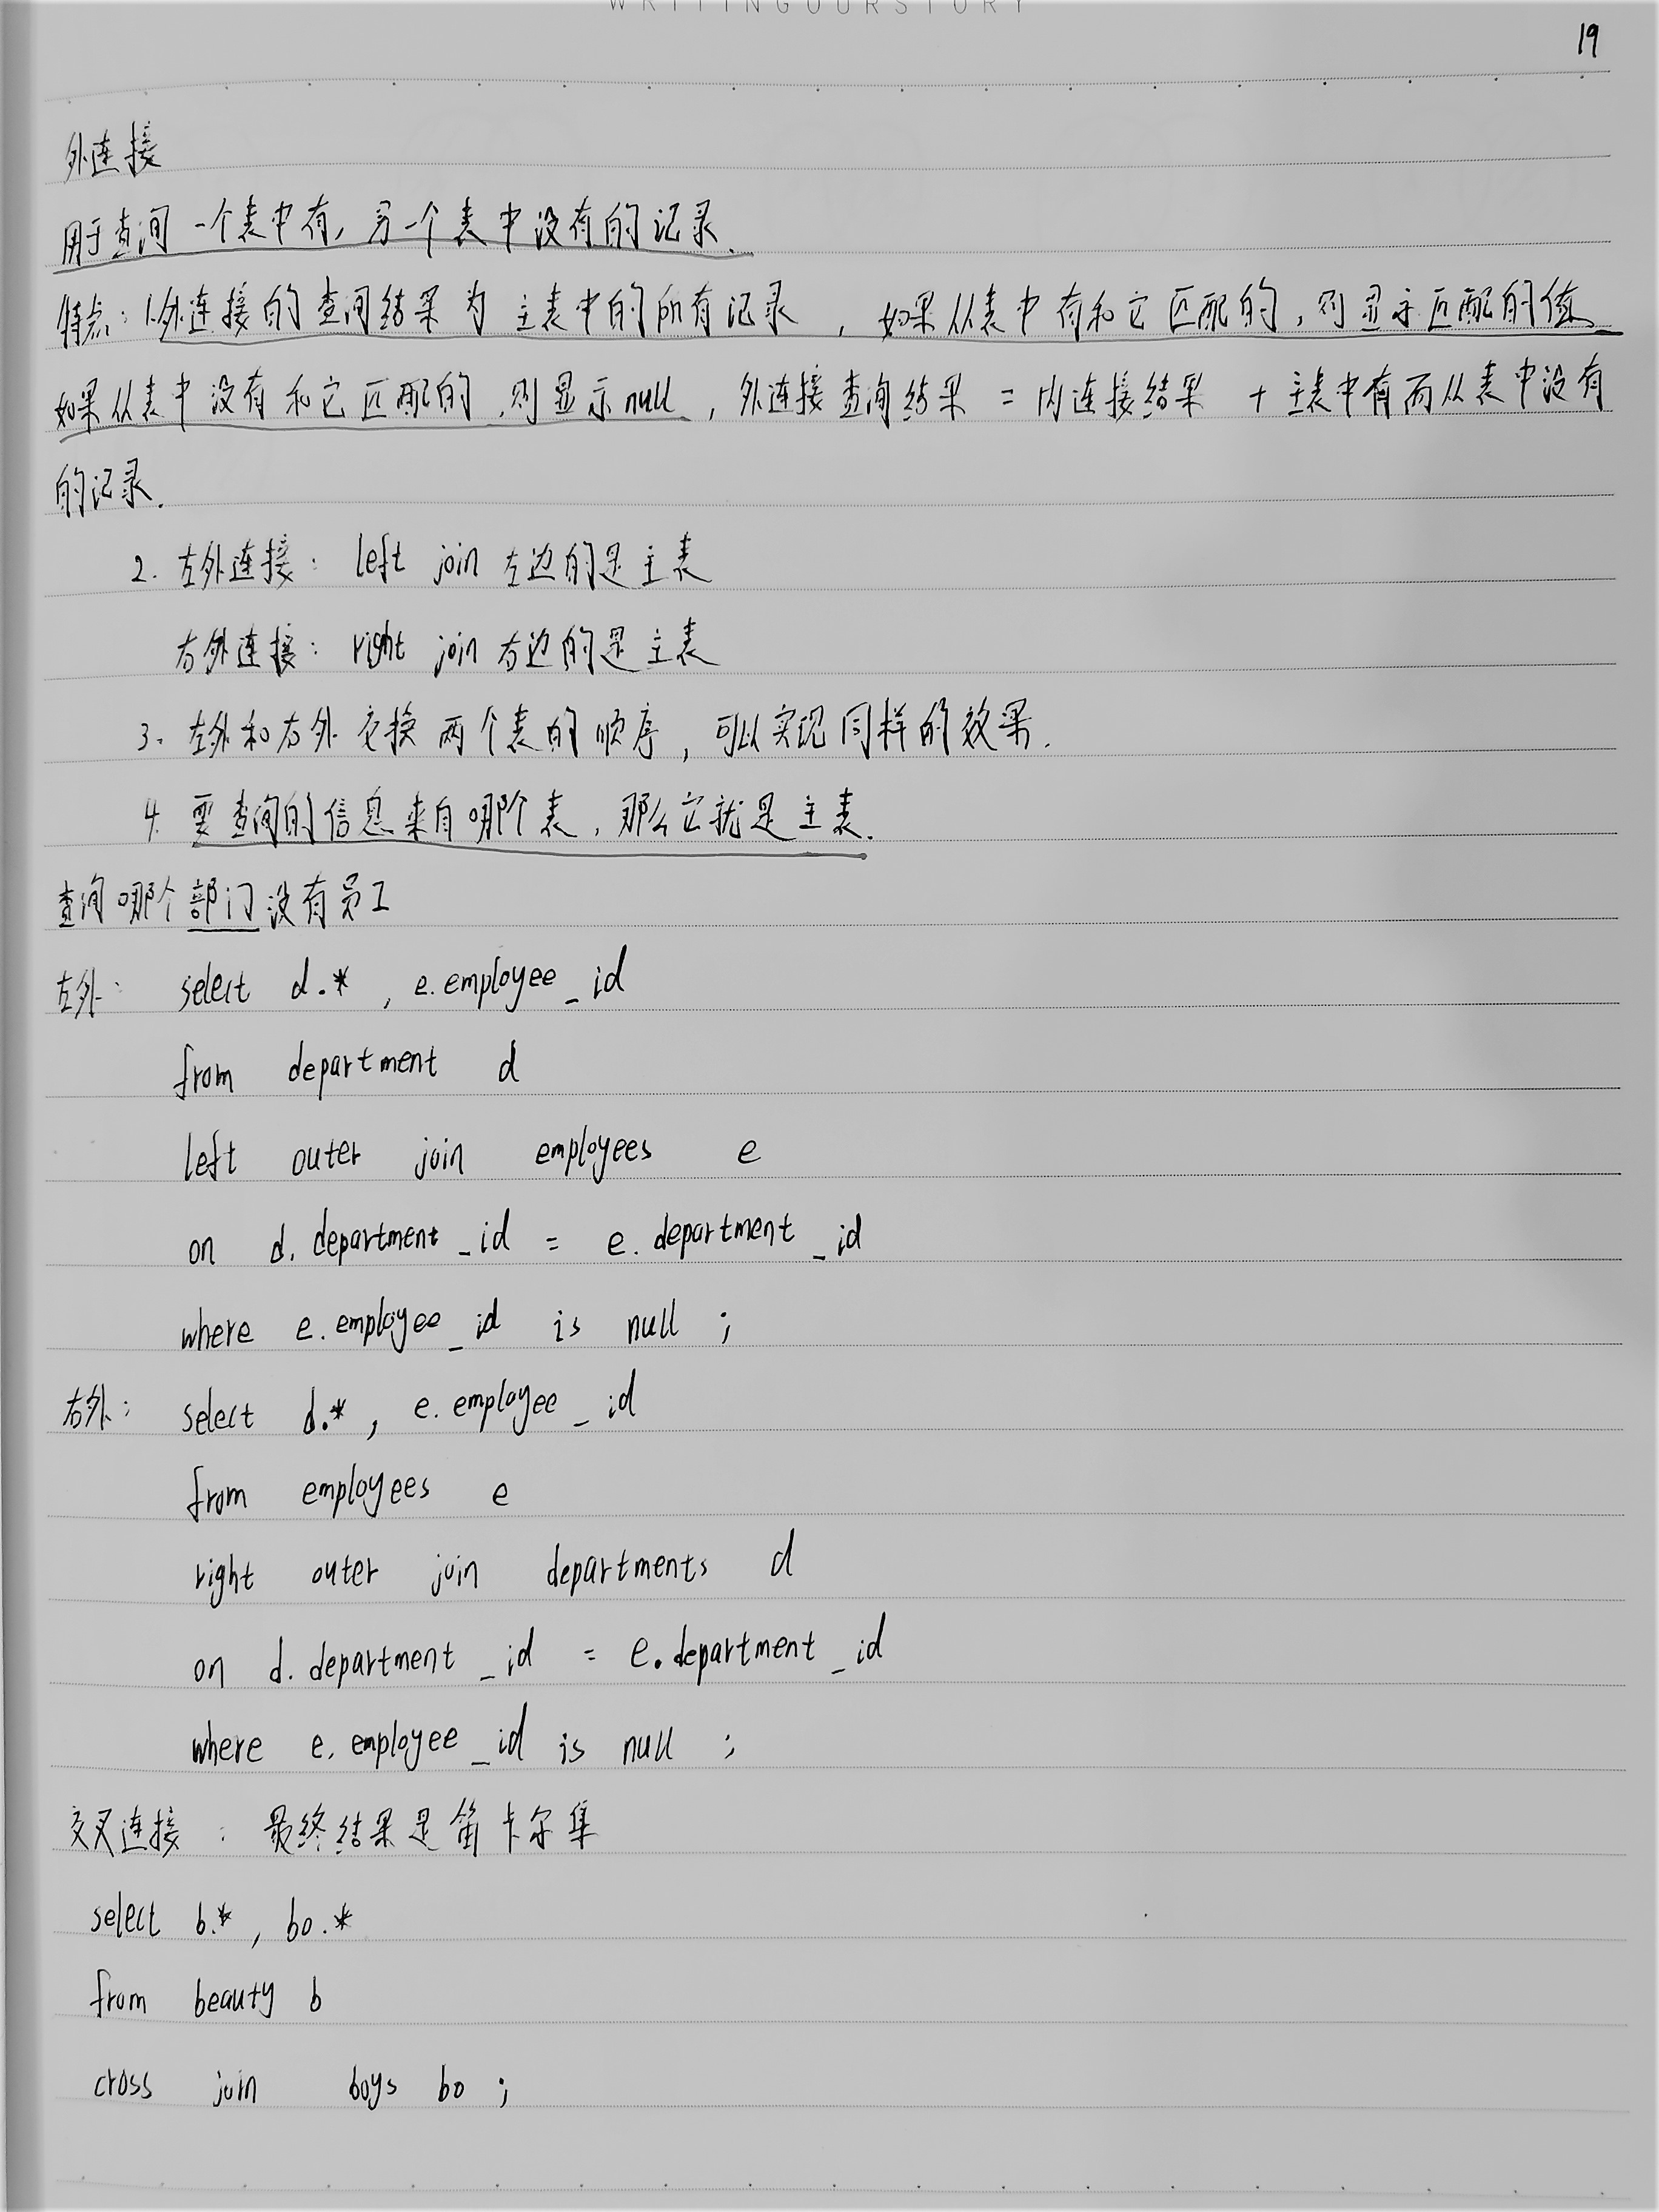 WRITINGOURSTORY
19
外连接
用于查询一个表中有，另一个表中没有的记录.
特点：1.外连接的查询结果为主表中的所有记录，如果从表中有和它匹配的，则显示匹配的值
如果从表中没有和它匹配的，则显示null，外连接查询结果 = 内连接结果 + 主表中有而从表中没有
的记录.
2. 左外连接： left join 左边的是主表
右外连接： right join 右边的是主表
3. 左外和右外交换两个表的顺序，可以实现同样的效果.
4. 要查询的信息来自哪个表，那么它就是主表.
查询哪个部门没有员工
左外： select d.* , e.employee_id
from department d
left outer join employees e
on d.department_id = e.department_id
where e.employee_id is null ;
右外： select d.* , e.employee_id
from employees e
right outer join departments d
on d.department_id = e.department_id
where e.employee_id is null ;
交叉连接 ： 最终结果是笛卡尔集
select b.* , bo.*
from beauty b
cross join boys bo ;